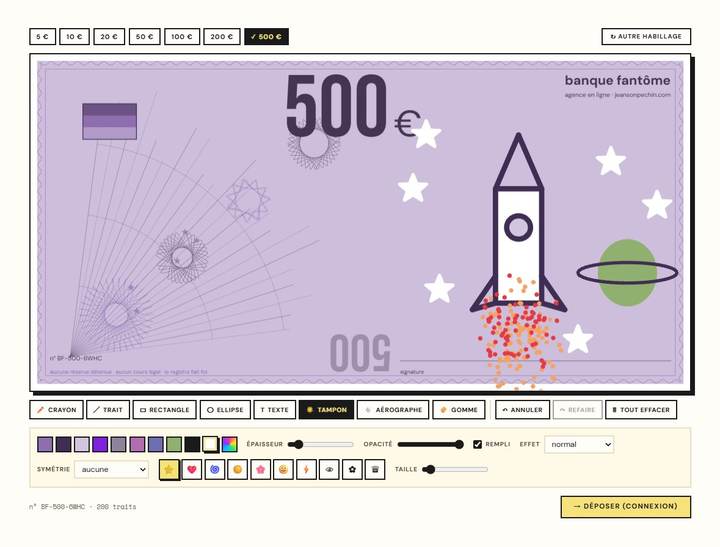 5 € 10 € 20 € 50 € 100 € 200 € ✓ 500 € ↻ AUTRE HABILLAGE
500 €
banque fantôme
agence en ligne · jeansonpechin.com
n° BF-500-6WHC
500
aucune réserve détenue · aucun cours légal · le registre fait foi
signature
CRAYON TRAIT RECTANGLE ELLIPSE T TEXTE TAMPON AÉROGRAPHE GOMME ANNULER REFAIRE TOUT EFFACER
ÉPAISSEUR OPACITÉ REMPLI EFFET normal
SYMÉTRIE aucune TAILLE
n° BF-500-6WHC · 200 traits → DÉPOSER (CONNEXION)